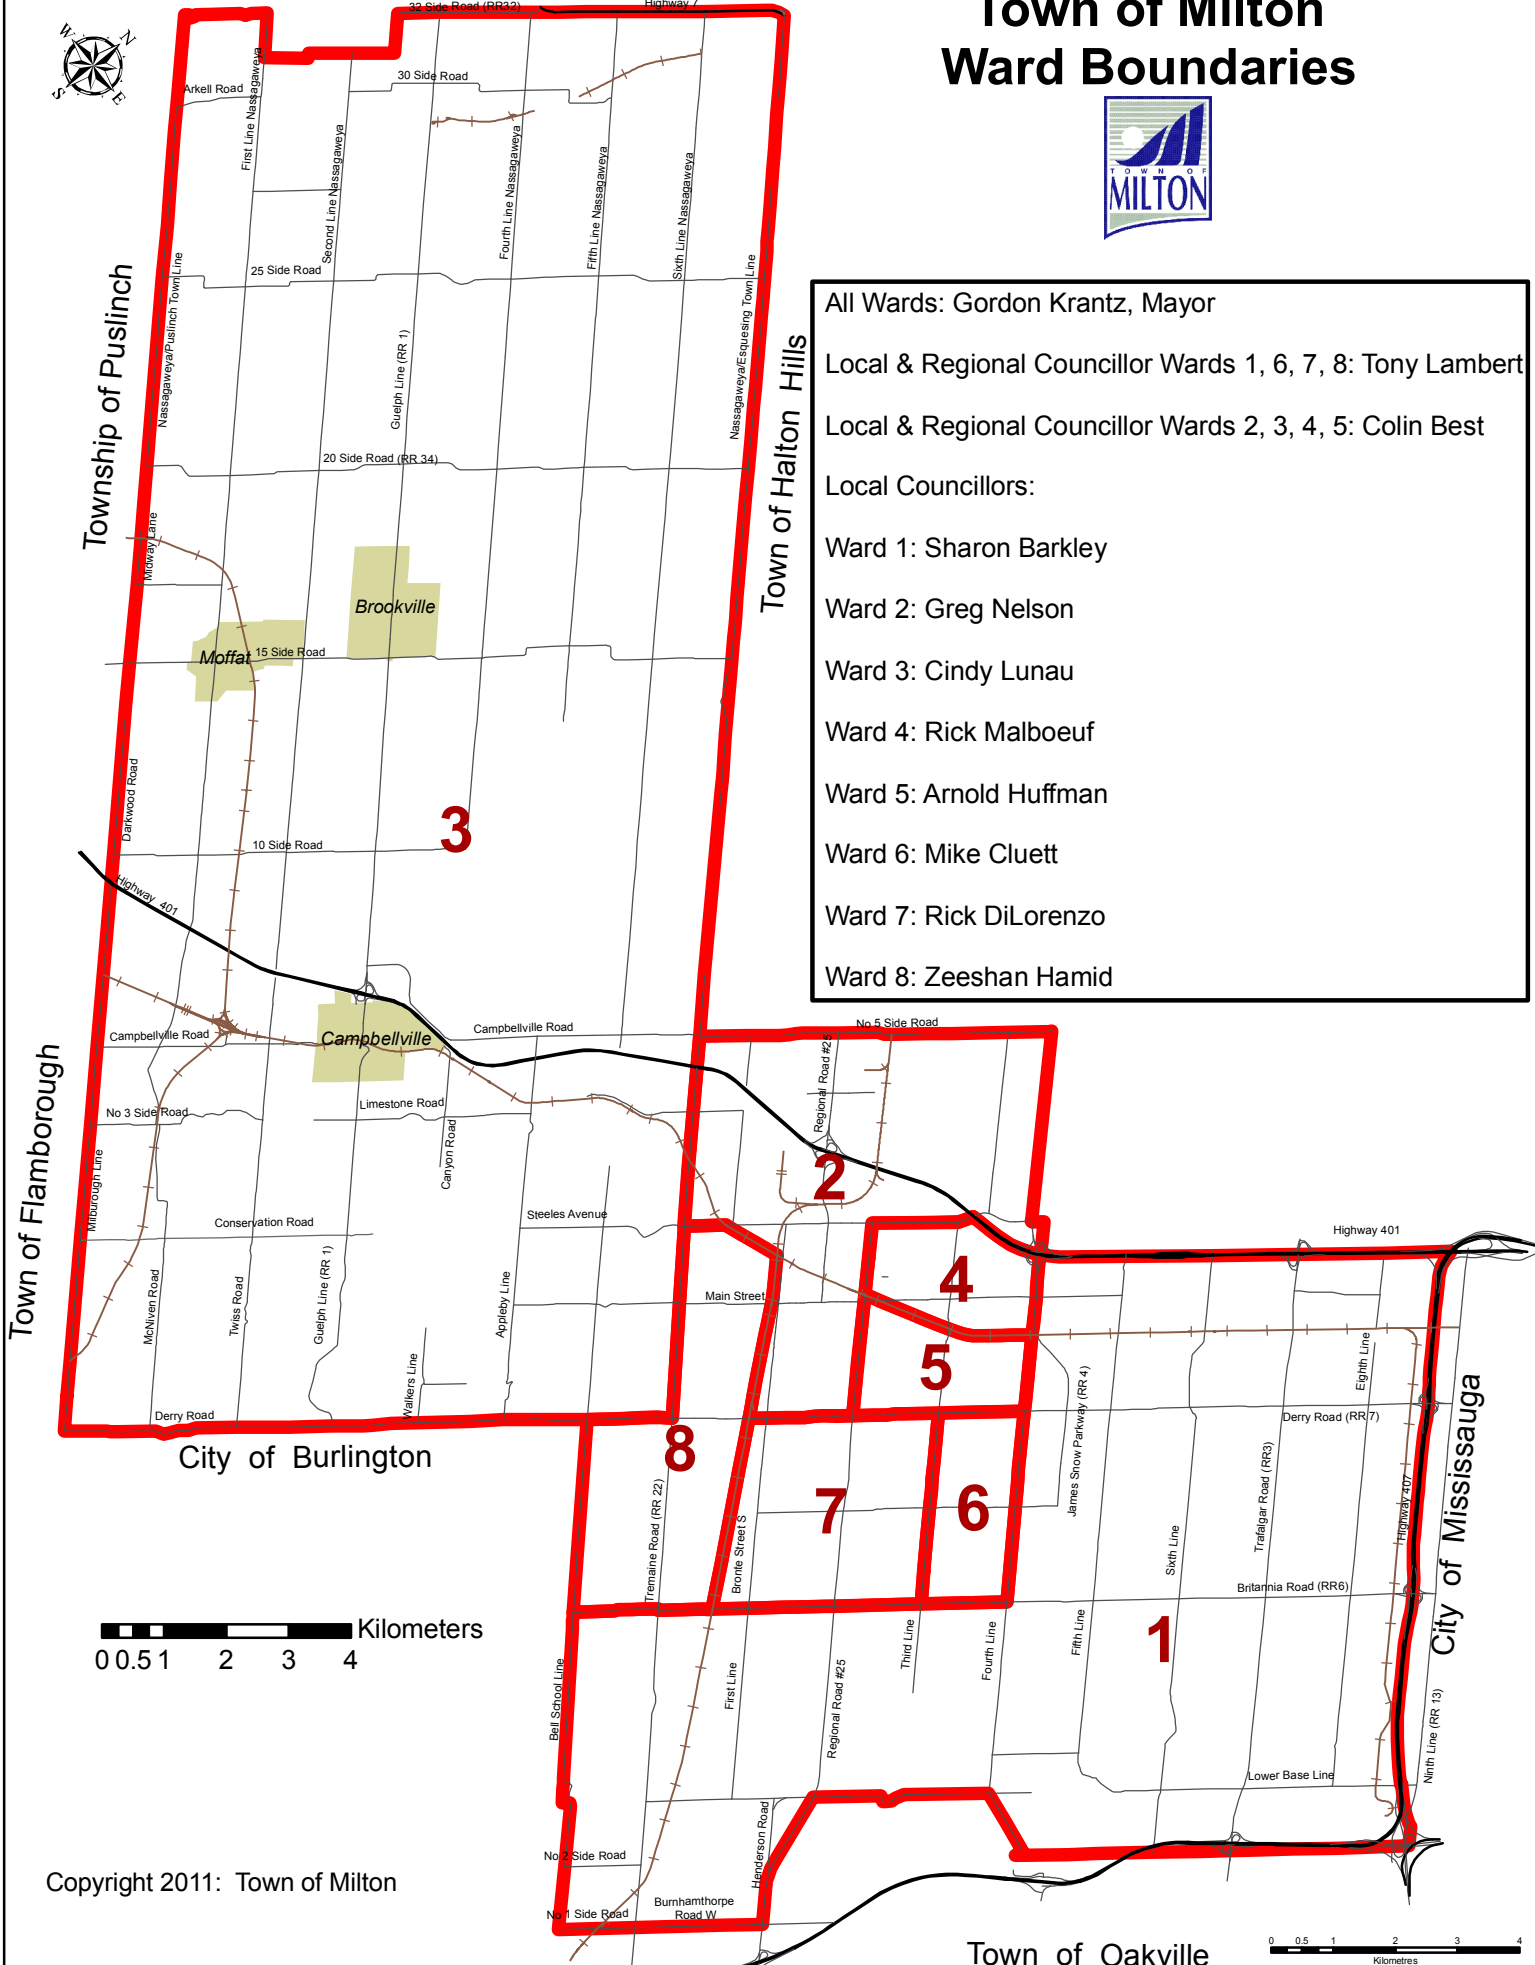 Town of Milton
Ward Boundaries
TOWN OF
MILTON
W
N
S
E
32 Side Road (RR32)
Highway 7
30 Side Road
Arkell Road
First Line Nassagaweya
Second Line Nassagaweya
Fourth Line Nassagaweya
Fifth Line Nassagaweya
Sixth Line Nassagaweya
25 Side Road
Nassagaweya/Puslinch Town Line
Nassagaweya/Esquesing Town Line
Guelph Line (RR 1)
Township of Puslinch
Town of Halton Hills
20 Side Road (RR 34)
Midway Lane
Brookville
Moffat
15 Side Road
Darkwood Road
3
10 Side Road
Highway 401
All Wards: Gordon Krantz, Mayor
Local & Regional Councillor Wards 1, 6, 7, 8: Tony Lambert
Local & Regional Councillor Wards 2, 3, 4, 5: Colin Best
Local Councillors:
Ward 1: Sharon Barkley
Ward 2: Greg Nelson
Ward 3: Cindy Lunau
Ward 4: Rick Malboeuf
Ward 5: Arnold Huffman
Ward 6: Mike Cluett
Ward 7: Rick DiLorenzo
Ward 8: Zeeshan Hamid
Campbellville Road
Campbellville
Campbellville Road
No 5 Side Road
Regional Road #25
Limestone Road
No 3 Side Road
Canyon Road
Milburough Line
Town of Flamborough
2
Conservation Road
Steeles Avenue
Highway 401
McNiven Road
Twiss Road
Guelph Line (RR 1)
Appleby Line
Walkers Line
Main Street
4
5
James Snow Parkway (RR 4)
Eighth Line
Derry Road
Derry Road (RR 7)
City of Burlington
8
7
6
Tremaine Road (RR 22)
Bronte Street S
Sixth Line
Trafalgar Road (RR3)
Highway 407
City of Mississauga
Britannia Road (RR6)
1
Kilometers
0 0.5 1 2 3 4
Bell School Line
First Line
Regional Road #25
Third Line
Fourth Line
Fifth Line
Ninth Line (RR 13)
Lower Base Line
Henderson Road
No 2 Side Road
Copyright 2011: Town of Milton
Burnhamthorpe
Road W
No 1 Side Road
Town of Oakville
0 0.5 1 2 3 4
Kilometres